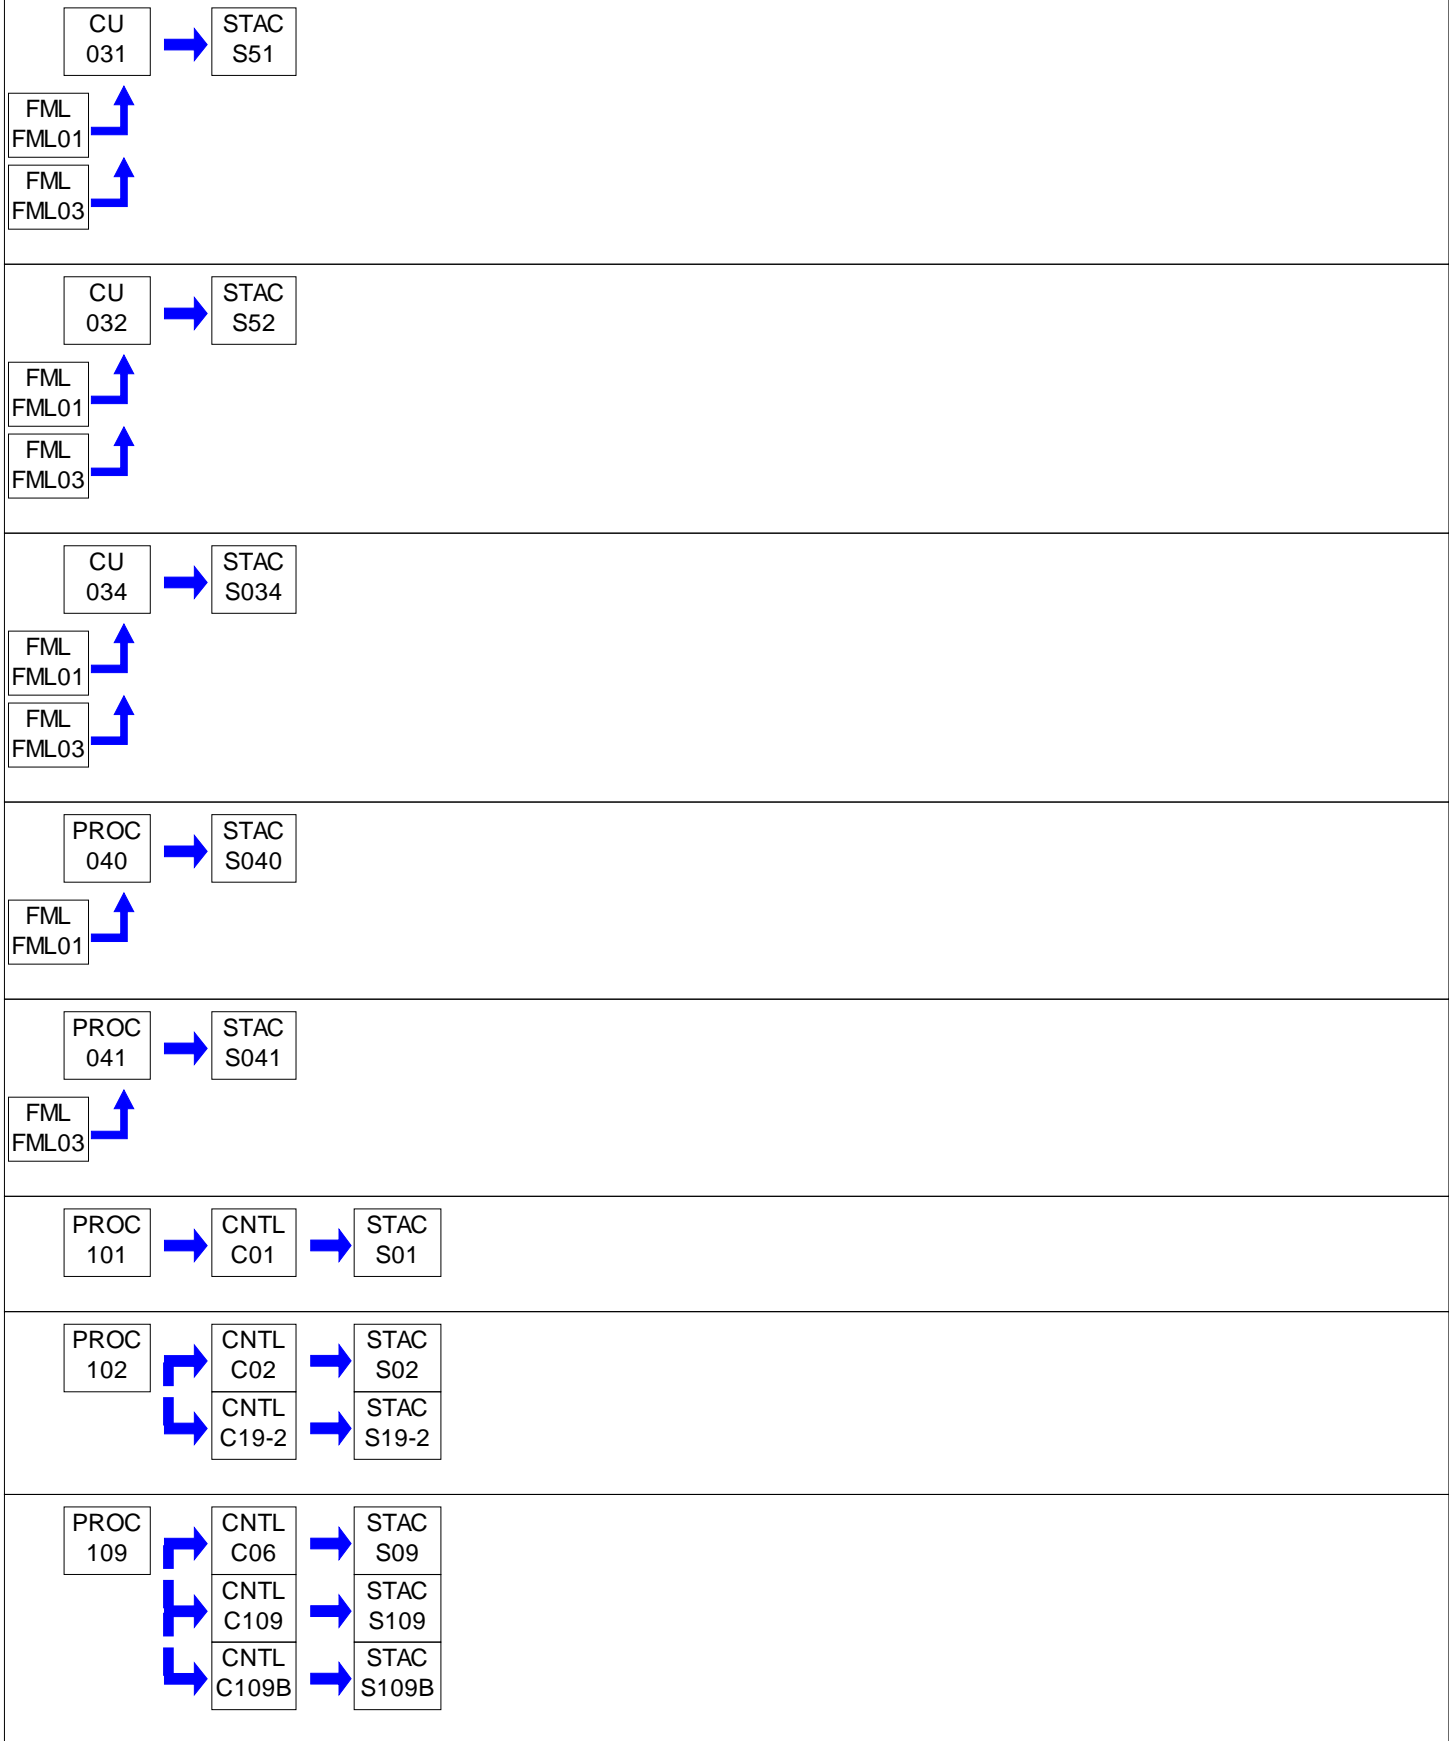 CU
031
STAC
S51
FML
FML01
FML
FML03
CU
032
STAC
S52
FML
FML01
FML
FML03
CU
034
STAC
S034
FML
FML01
FML
FML03
PROC
040
STAC
S040
FML
FML01
PROC
041
STAC
S041
FML
FML03
PROC
101
CNTL
C01
STAC
S01
PROC
102
CNTL
C02
STAC
S02
CNTL
C19-2
STAC
S19-2
PROC
109
CNTL
C06
STAC
S09
CNTL
C109
STAC
S109
CNTL
C109B
STAC
S109B